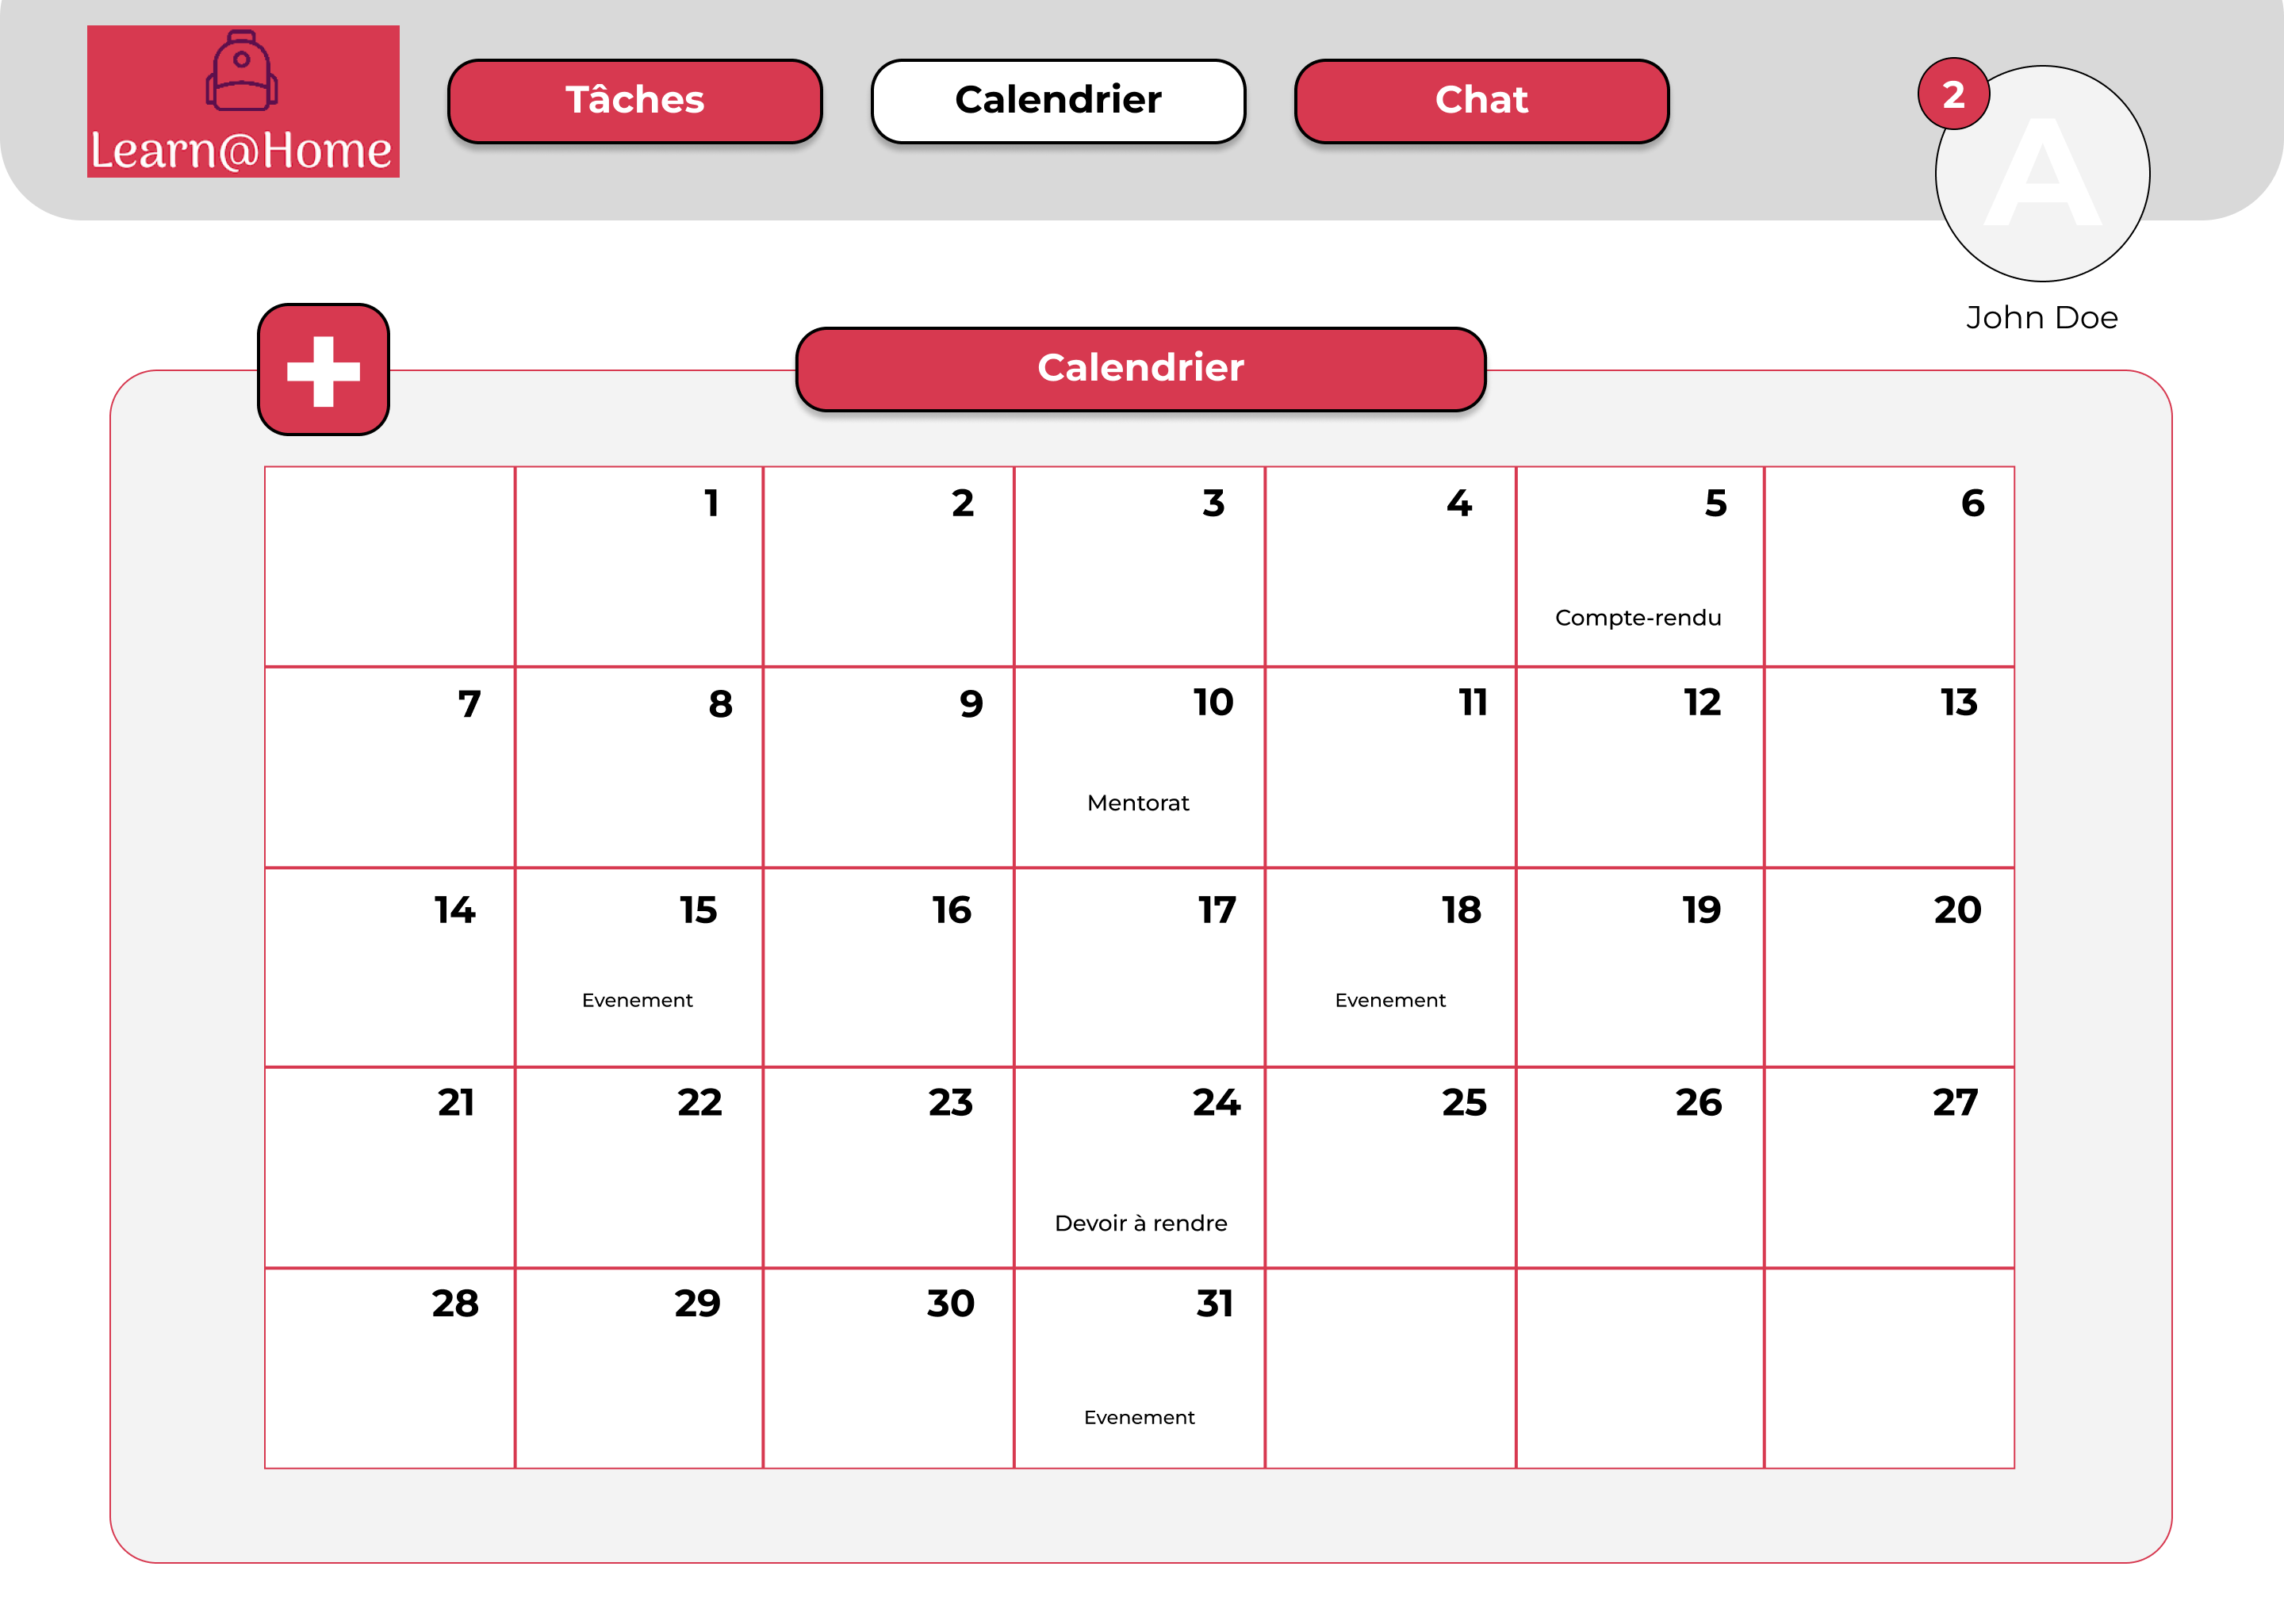 Learn@Home
Tâches
Calendrier
Chat
2
A
John Doe
Calendrier
1 2 3 4 5 6
Compte-rendu
7 8 9 10 11 12 13
Mentorat
14 15 16 17 18 19 20
Evenement Evenement
21 22 23 24 25 26 27
Devoir à rendre
28 29 30 31
Evenement